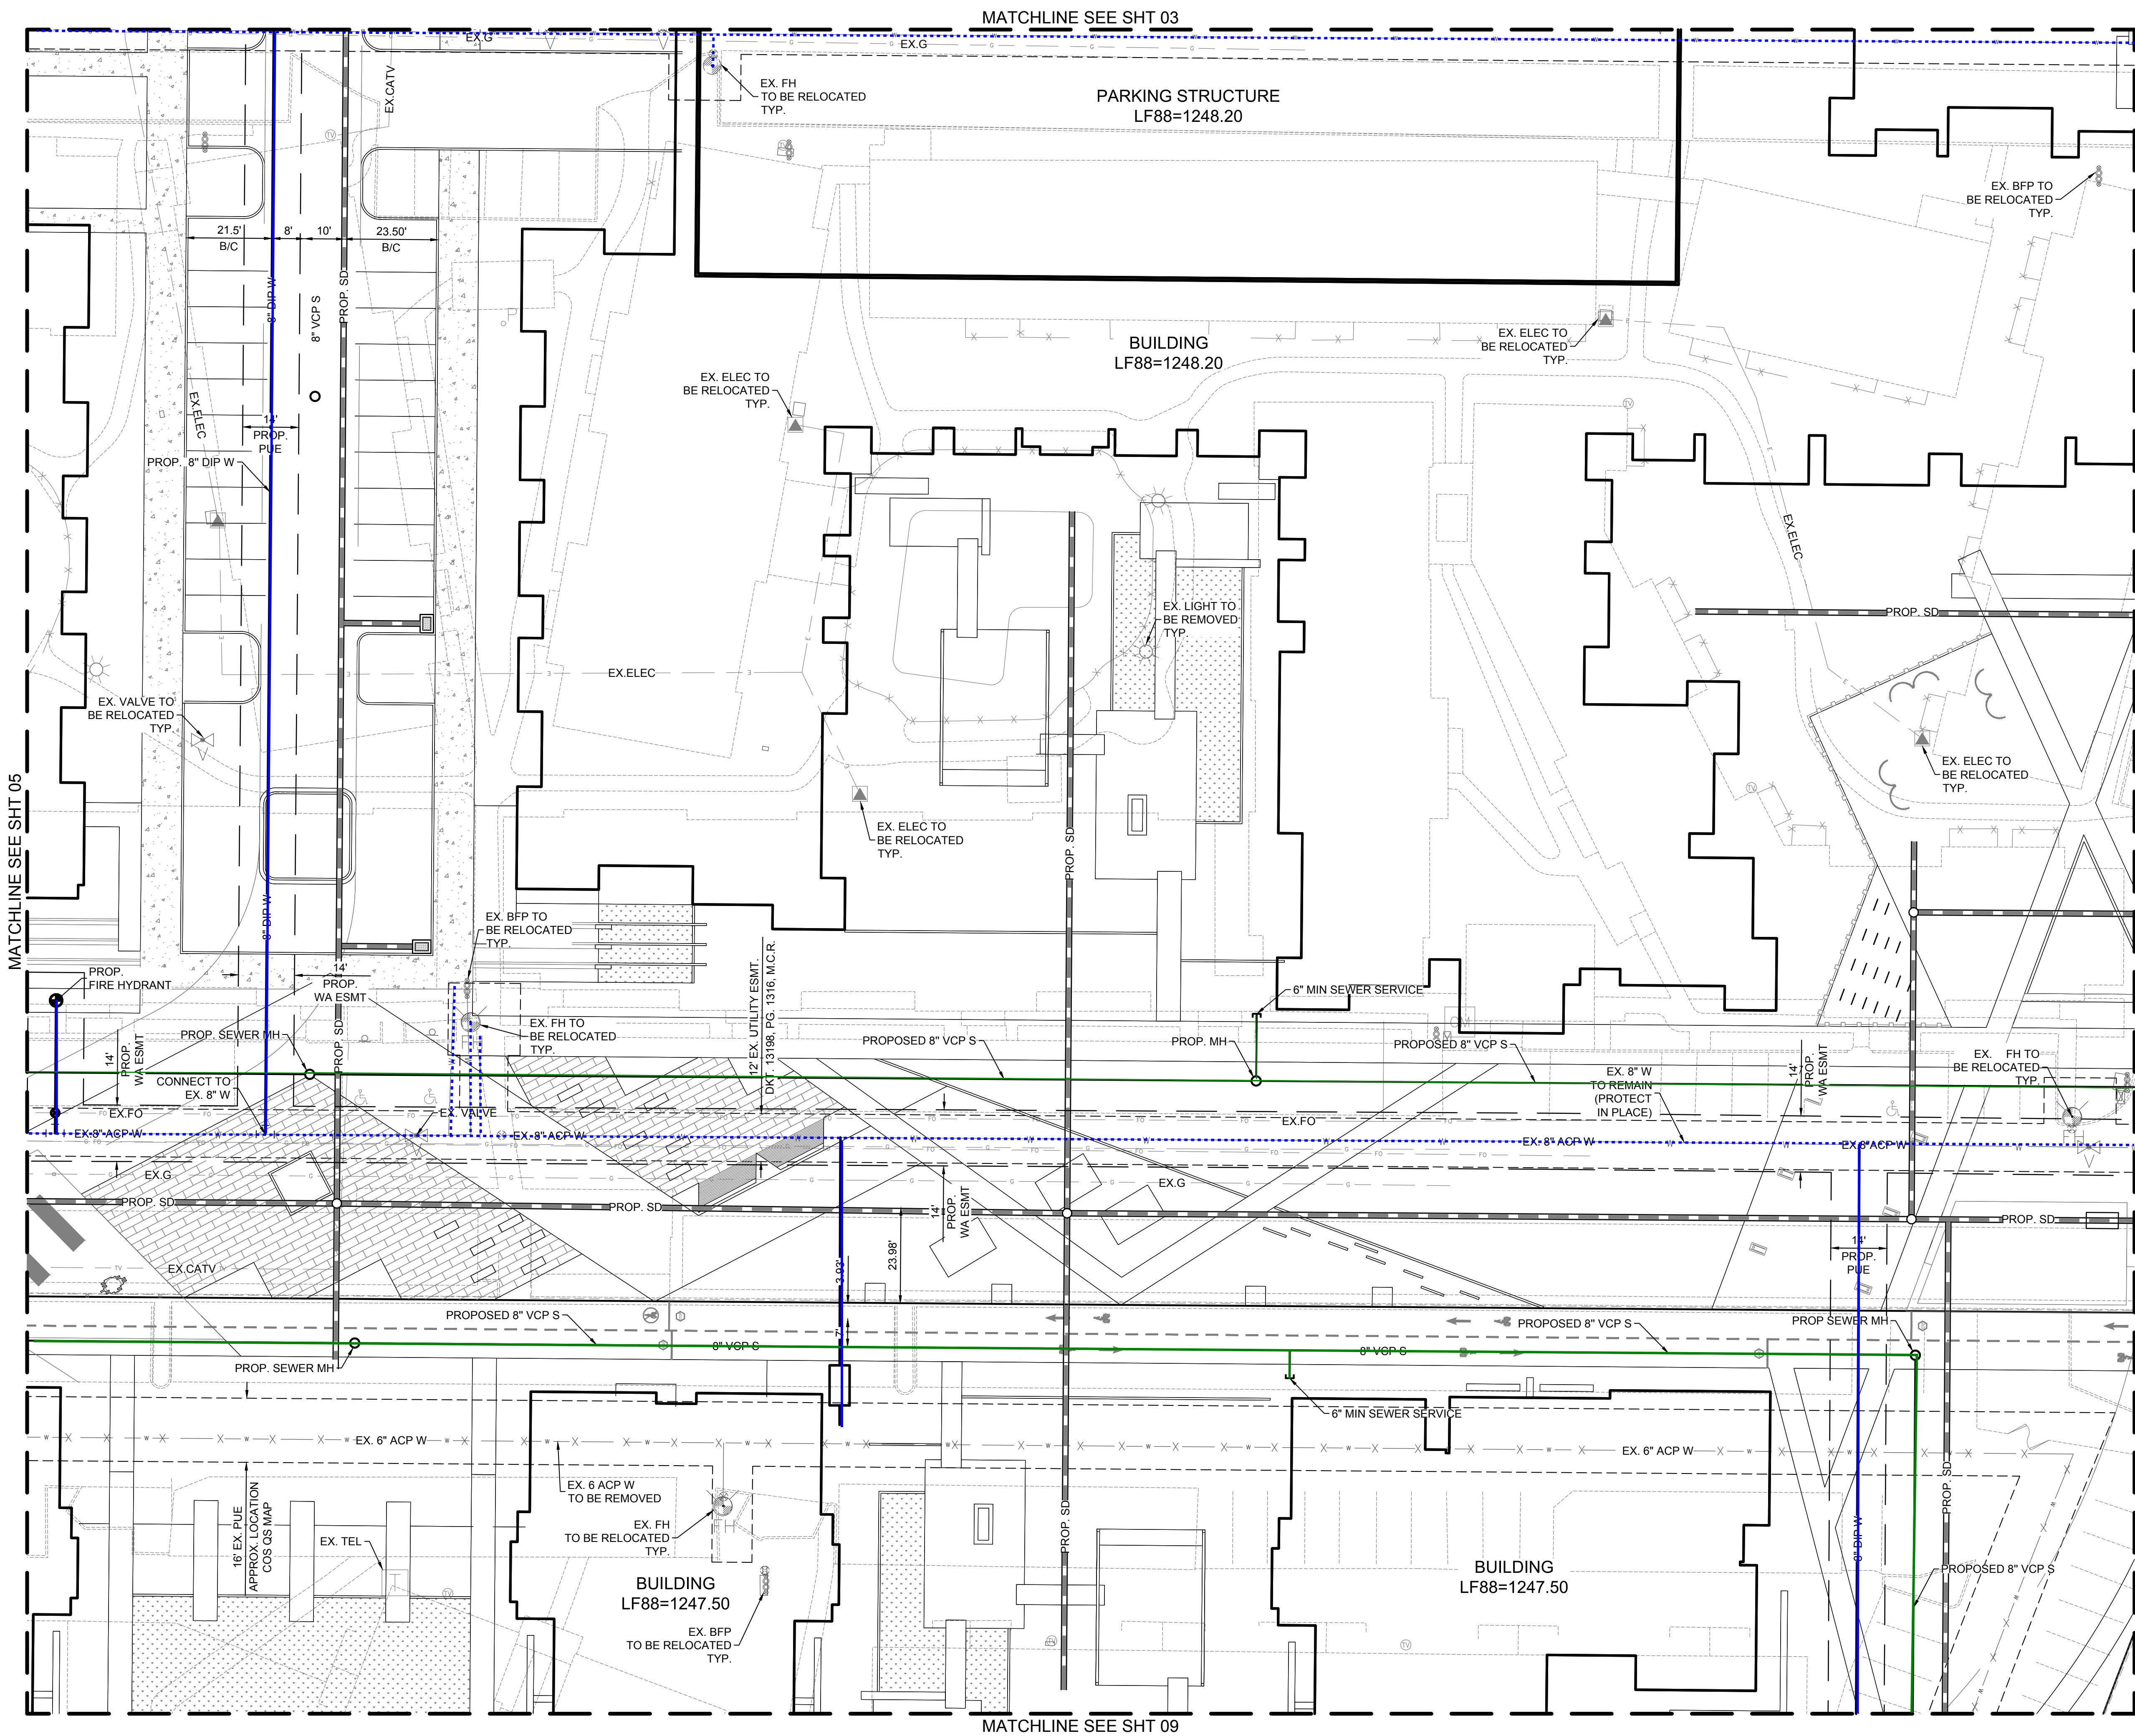 MATCHLINE SEE SHT 03
EX.G
EX.G
EX.CATV
EX. FH
TO BE RELOCATED
TYP.
PARKING STRUCTURE
LF88=1248.20
EX. BFP TO
BE RELOCATED
TYP.
21.5'
B/C
8'
10'
23.50'
B/C
8" DIP W
8" VCP S
PROP. SD
BUILDING
LF88=1248.20
EX. ELEC TO
BE RELOCATED
TYP.
EX. ELEC TO
BE RELOCATED
TYP.
EX.ELEC
14'
PROP.
PUE
PROP. 8" DIP W
EX.ELEC
EX. LIGHT TO
BE REMOVED
TYP.
PROP. SD
EX.ELEC
EX. VALVE TO
BE RELOCATED
TYP.
EX. ELEC TO
BE RELOCATED
TYP.
MATCHLINE SEE SHT 05
EX. ELEC TO
BE RELOCATED
TYP.
PROP. SD
8" DIP W
EX. BFP TO
BE RELOCATED
TYP.
12' EX. UTILITY ESMT.
DKT. 13198, PG. 1316, M.C.R.
PROP.
FIRE HYDRANT
14'
PROP.
WA ESMT
6" MIN SEWER SERVICE
PROP. SEWER MH
PROP. SD
EX. FH TO
BE RELOCATED
TYP.
PROPOSED 8" VCP S
PROP. MH
PROPOSED 8" VCP S
14'
PROP.
WA ESMT
14'
PROP.
WA ESMT
EX. FH TO
BE RELOCATED
TYP.
CONNECT TO
EX. 8" W
EX. 8" W
TO REMAIN
(PROTECT
IN PLACE)
EX.FO
EX. VALVE
EX.FO
EX.8" ACP W
EX. 8" ACP W
EX. 8" ACP W
EX.8"ACP W
EX.G
EX.G
PROP. SD
PROP. SD
14'
PROP.
WA ESMT
PROP. SD
23.98'
3.93'
14'
PROP.
PUE
EX.CATV
PROPOSED 8" VCP S
7'
PROPOSED 8" VCP S
PROP SEWER MH
8" VCP S
8" VCP S
PROP. SEWER MH
6" MIN SEWER SERVICE
EX. 6" ACP W
EX. 6" ACP W
EX. 6 ACP W
TO BE REMOVED
16' EX. PUE
APPROX. LOCATION
COS QS MAP
EX. TEL
EX. FH
TO BE RELOCATED
TYP.
PROP. SD
PROP. SD
8" DIP W
BUILDING
LF88=1247.50
BUILDING
LF88=1247.50
PROPOSED 8" VCP S
EX. BFP
TO BE RELOCATED
TYP.
MATCHLINE SEE SHT 09